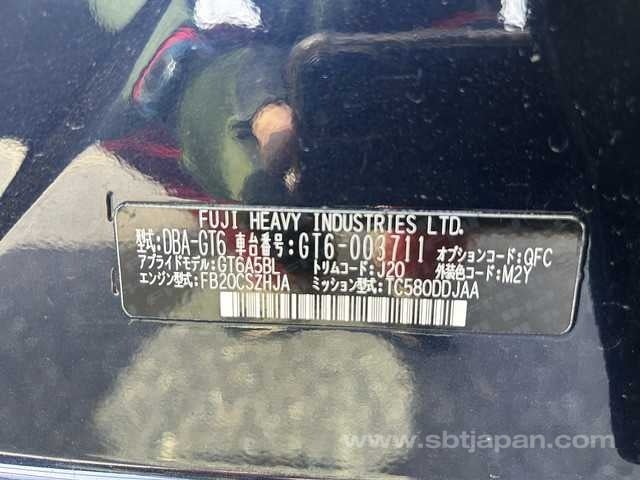 FUJI HEAVY INDUSTRIES LTD.
型式:DBA-GT6 車台番号:GT6-003711 オプションコード:QFC
アプライドモデル:GT6A5BL トリムコード:J20 外装色コード:M2Y
エンジン型式:FB20CSZHJA ミッション型式:TC580DDJAA
www.sbtjapan.com